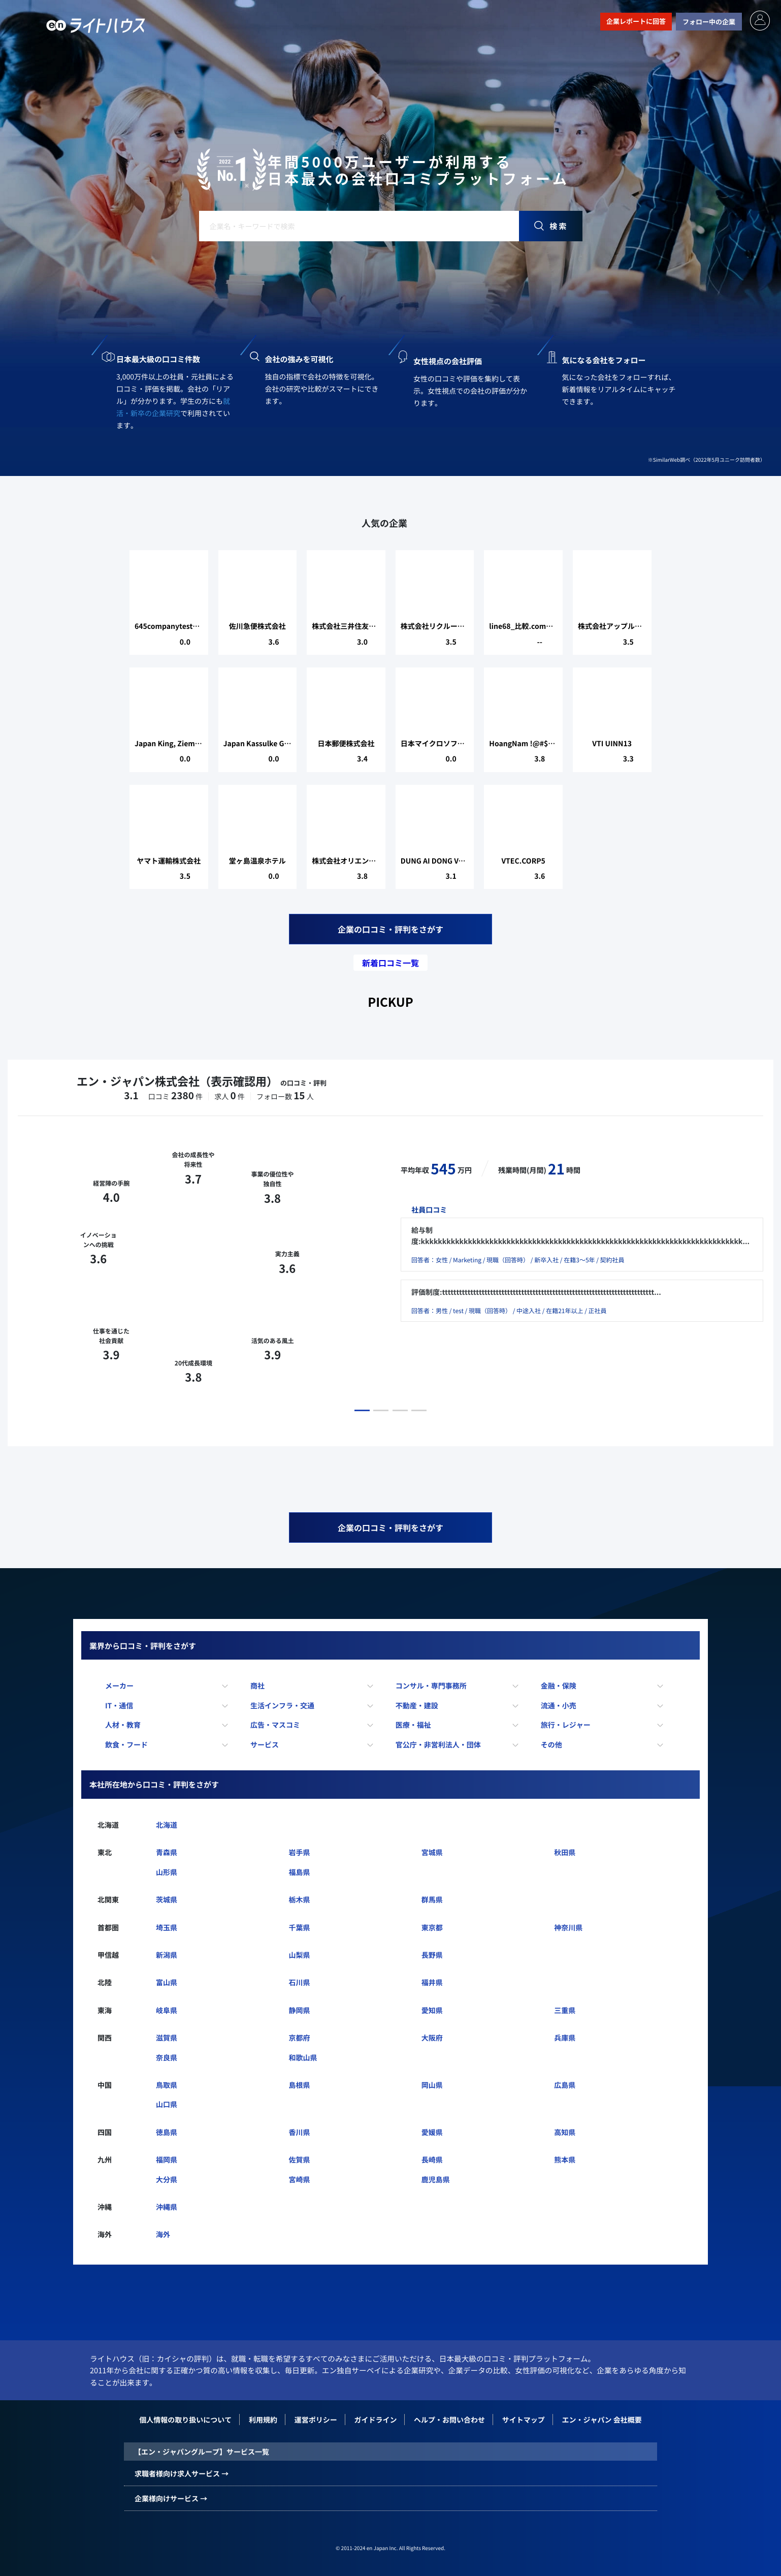 en ライトハウス
企業レポートに回答
フォロー中の企業
2022
No.1
年間5000万ユーザーが利用する
日本最大の会社口コミプラットフォーム
企業名・キーワードで検索
検索
日本最大級の口コミ件数
3,000万件以上の社員・元社員による
口コミ・評価を掲載。会社の「リア
ル」が分かります。学生の方にも就
活・新卒の企業研究で利用されてい
ます。
会社の強みを可視化
独自の指標で会社の特徴を可視化。
会社の研究や比較がスマートにでき
ます。
女性視点の会社評価
女性の口コミや評価を集約して表
示。女性視点での会社の評価が分か
ります。
気になる会社をフォロー
気になった会社をフォローすれば、
新着情報をリアルタイムにキャッチ
できます。
※SimilarWeb調べ（2022年5月ユニーク訪問者数）
人気の企業
645companytest…
0.0
佐川急便株式会社
3.6
株式会社三井住友…
3.0
株式会社リクルー…
3.5
line68_比較.com…
--
株式会社アップル…
3.5
Japan King, Ziem…
0.0
Japan Kassulke G…
0.0
日本郵便株式会社
3.4
日本マイクロソフ…
0.0
HoangNam !@#$…
3.8
VTI UINN13
3.3
ヤマト運輸株式会社
3.5
堂ヶ島温泉ホテル
0.0
株式会社オリエン…
3.8
DUNG AI DONG V…
3.1
VTEC.CORP5
3.6
企業の口コミ・評判をさがす
新着口コミ一覧
PICKUP
エン・ジャパン株式会社（表示確認用） の口コミ・評判
3.1 口コミ 2380 件 求人 0 件 フォロー数 15 人
会社の成長性や
将来性
3.7
事業の優位性や
独自性
3.8
実力主義
3.6
活気のある風土
3.9
20代成長環境
3.8
仕事を通じた
社会貢献
3.9
イノベーショ
ンへの挑戦
3.6
経営陣の手腕
4.0
平均年収 545 万円 残業時間(月間) 21 時間
社員口コミ
給与制
回答者：女性 / Marketing / 現職（回答時） / 新卒入社 / 在籍3～5年 / 契約社員
回答者：男性 / test / 現職（回答時） / 中途入社 / 在籍21年以上 / 正社員
企業の口コミ・評判をさがす
業界から口コミ・評判をさがす
メーカー 商社 コンサル・専門事務所 金融・保険
IT・通信 生活インフラ・交通 不動産・建設 流通・小売
人材・教育 広告・マスコミ 医療・福祉 旅行・レジャー
飲食・フード サービス 官公庁・非営利法人・団体 その他
本社所在地から口コミ・評判をさがす
北海道 北海道
東北 青森県 岩手県 宮城県 秋田県
山形県 福島県
北関東 茨城県 栃木県 群馬県
首都圏 埼玉県 千葉県 東京都 神奈川県
甲信越 新潟県 山梨県 長野県
北陸 富山県 石川県 福井県
東海 岐阜県 静岡県 愛知県 三重県
関西 滋賀県 京都府 大阪府 兵庫県
奈良県 和歌山県
中国 鳥取県 島根県 岡山県 広島県
山口県
四国 徳島県 香川県 愛媛県 高知県
九州 福岡県 佐賀県 長崎県 熊本県
大分県 宮崎県 鹿児島県
沖縄 沖縄県
海外 海外
ライトハウス（旧：カイシャの評判）は、就職・転職を希望するすべてのみなさまにご活用いただける、日本最大級の口コミ・評判プラットフォーム。
2011年から会社に関する正確かつ質の高い情報を収集し、毎日更新。エン独自サーベイによる企業研究や、企業データの比較、女性評価の可視化など、企業をあらゆる角度から知
ることが出来ます。
個人情報の取り扱いについて 利用規約 運営ポリシー ガイドライン ヘルプ・お問い合わせ サイトマップ エン・ジャパン 会社概要
【エン・ジャパングループ】サービス一覧
求職者様向け求人サービス →
企業様向けサービス →
© 2011-2024 en Japan Inc. All Rights Reserved.